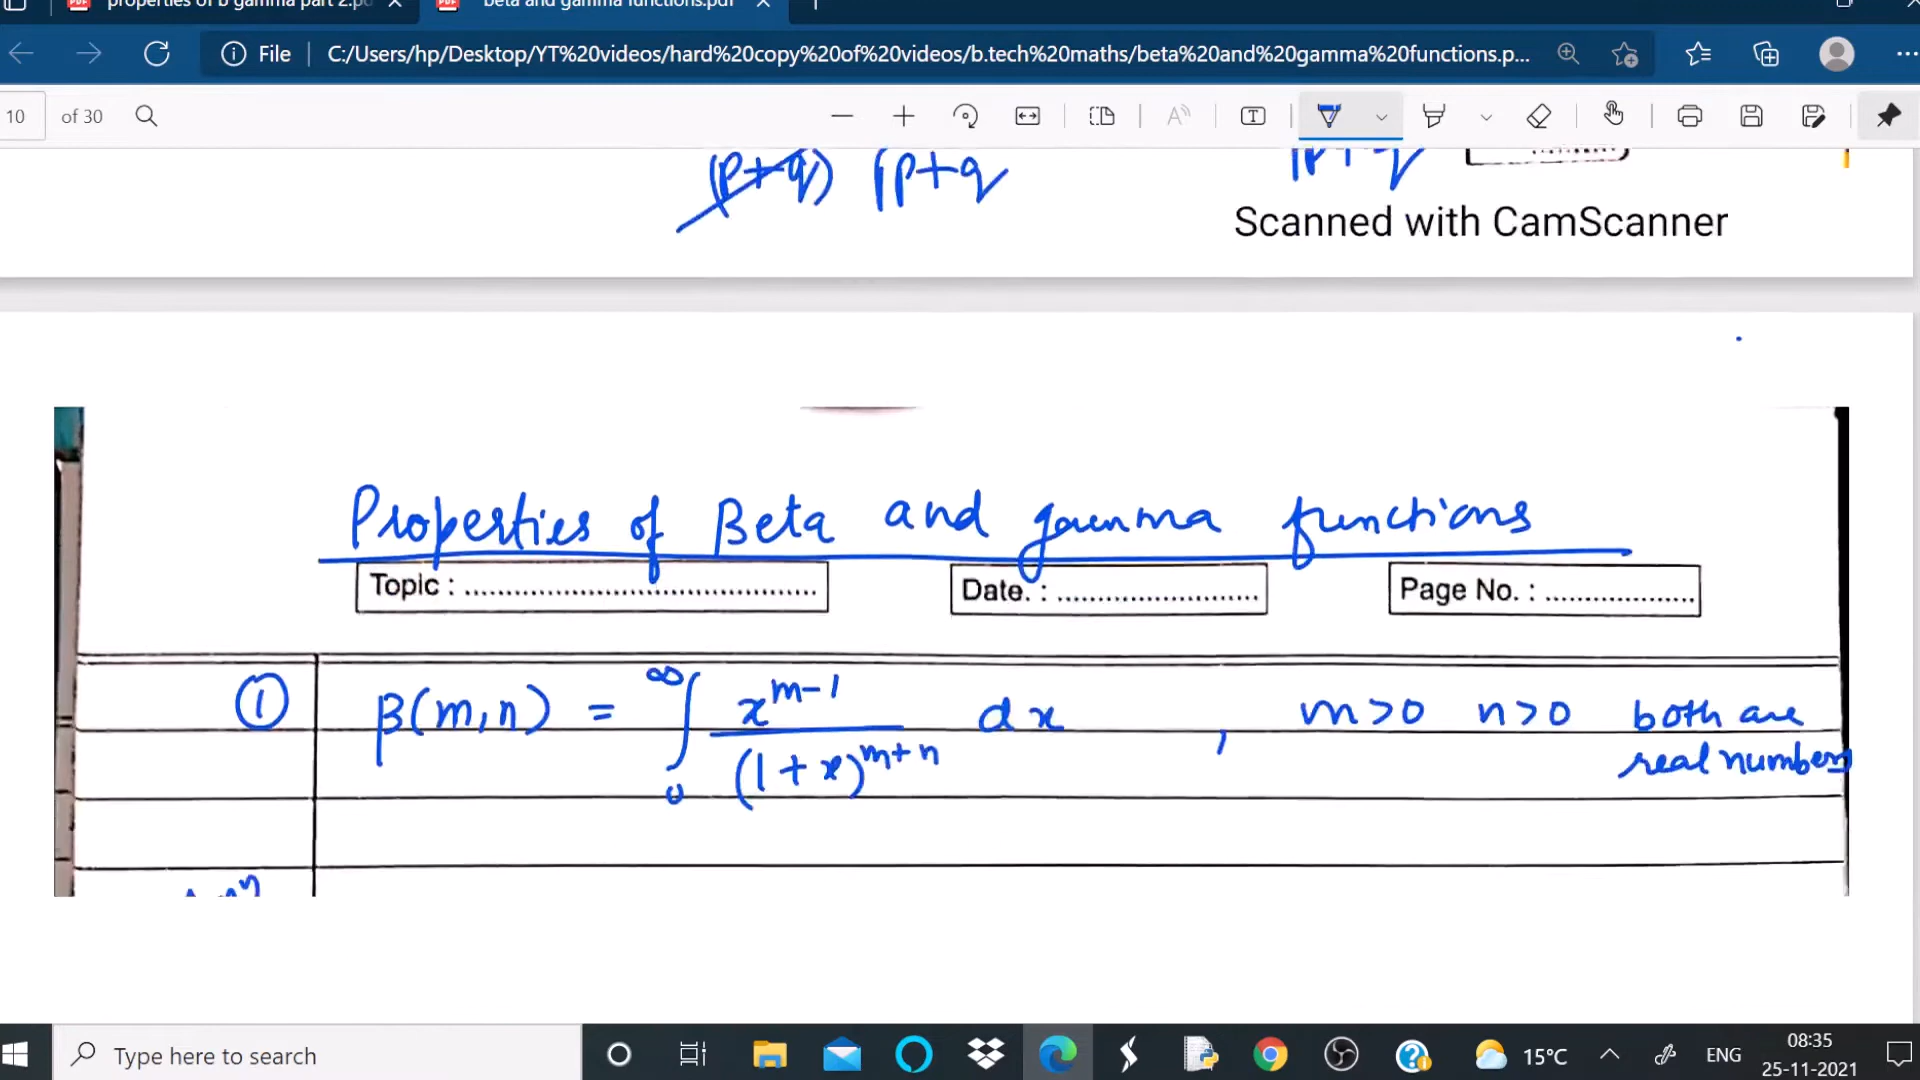 properties of b gamma part 2.pd
beta and gamma functions.pdf
File
C:/Users/hp/Desktop/YT%20videos/hard%20copy%20of%20videos/b.tech%20maths/beta%20and%20gamma%20functions.p...
10 of 30
(p+q) Γp+q
Γp+q
Scanned with CamScanner
Properties of Beta and gamma functions
Topic : ........................................
Date. : ........................
Page No. : ..................
① β(m,n) = ∫₀^∞ x^(m-1) / (1+x)^(m+n) dx , m>0 n>0 both are
real numbers
Type here to search
15°C
ENG
08:35
25-11-2021